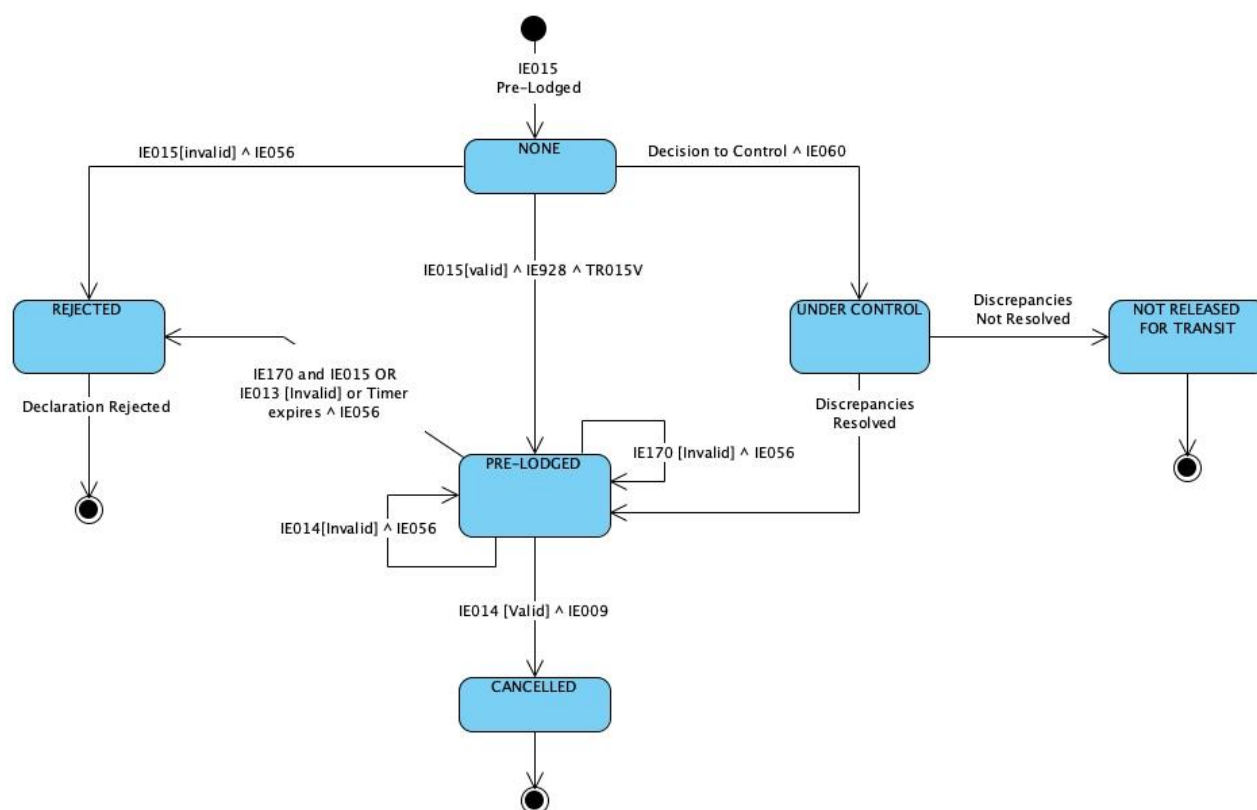 IE015
Pre-Lodged
NONE
IE015[invalid] ^ IE056
Decision to Control ^ IE060
IE015[valid] ^ IE928 ^ TR015V
REJECTED
UNDER CONTROL
Discrepancies
Not Resolved
NOT RELEASED
FOR TRANSIT
IE170 and IE015 OR
IE013 [Invalid] or Timer
expires ^ IE056
Declaration Rejected
Discrepancies
Resolved
PRE-LODGED
IE170 [Invalid] ^ IE056
IE014[Invalid] ^ IE056
IE014 [Valid] ^ IE009
CANCELLED